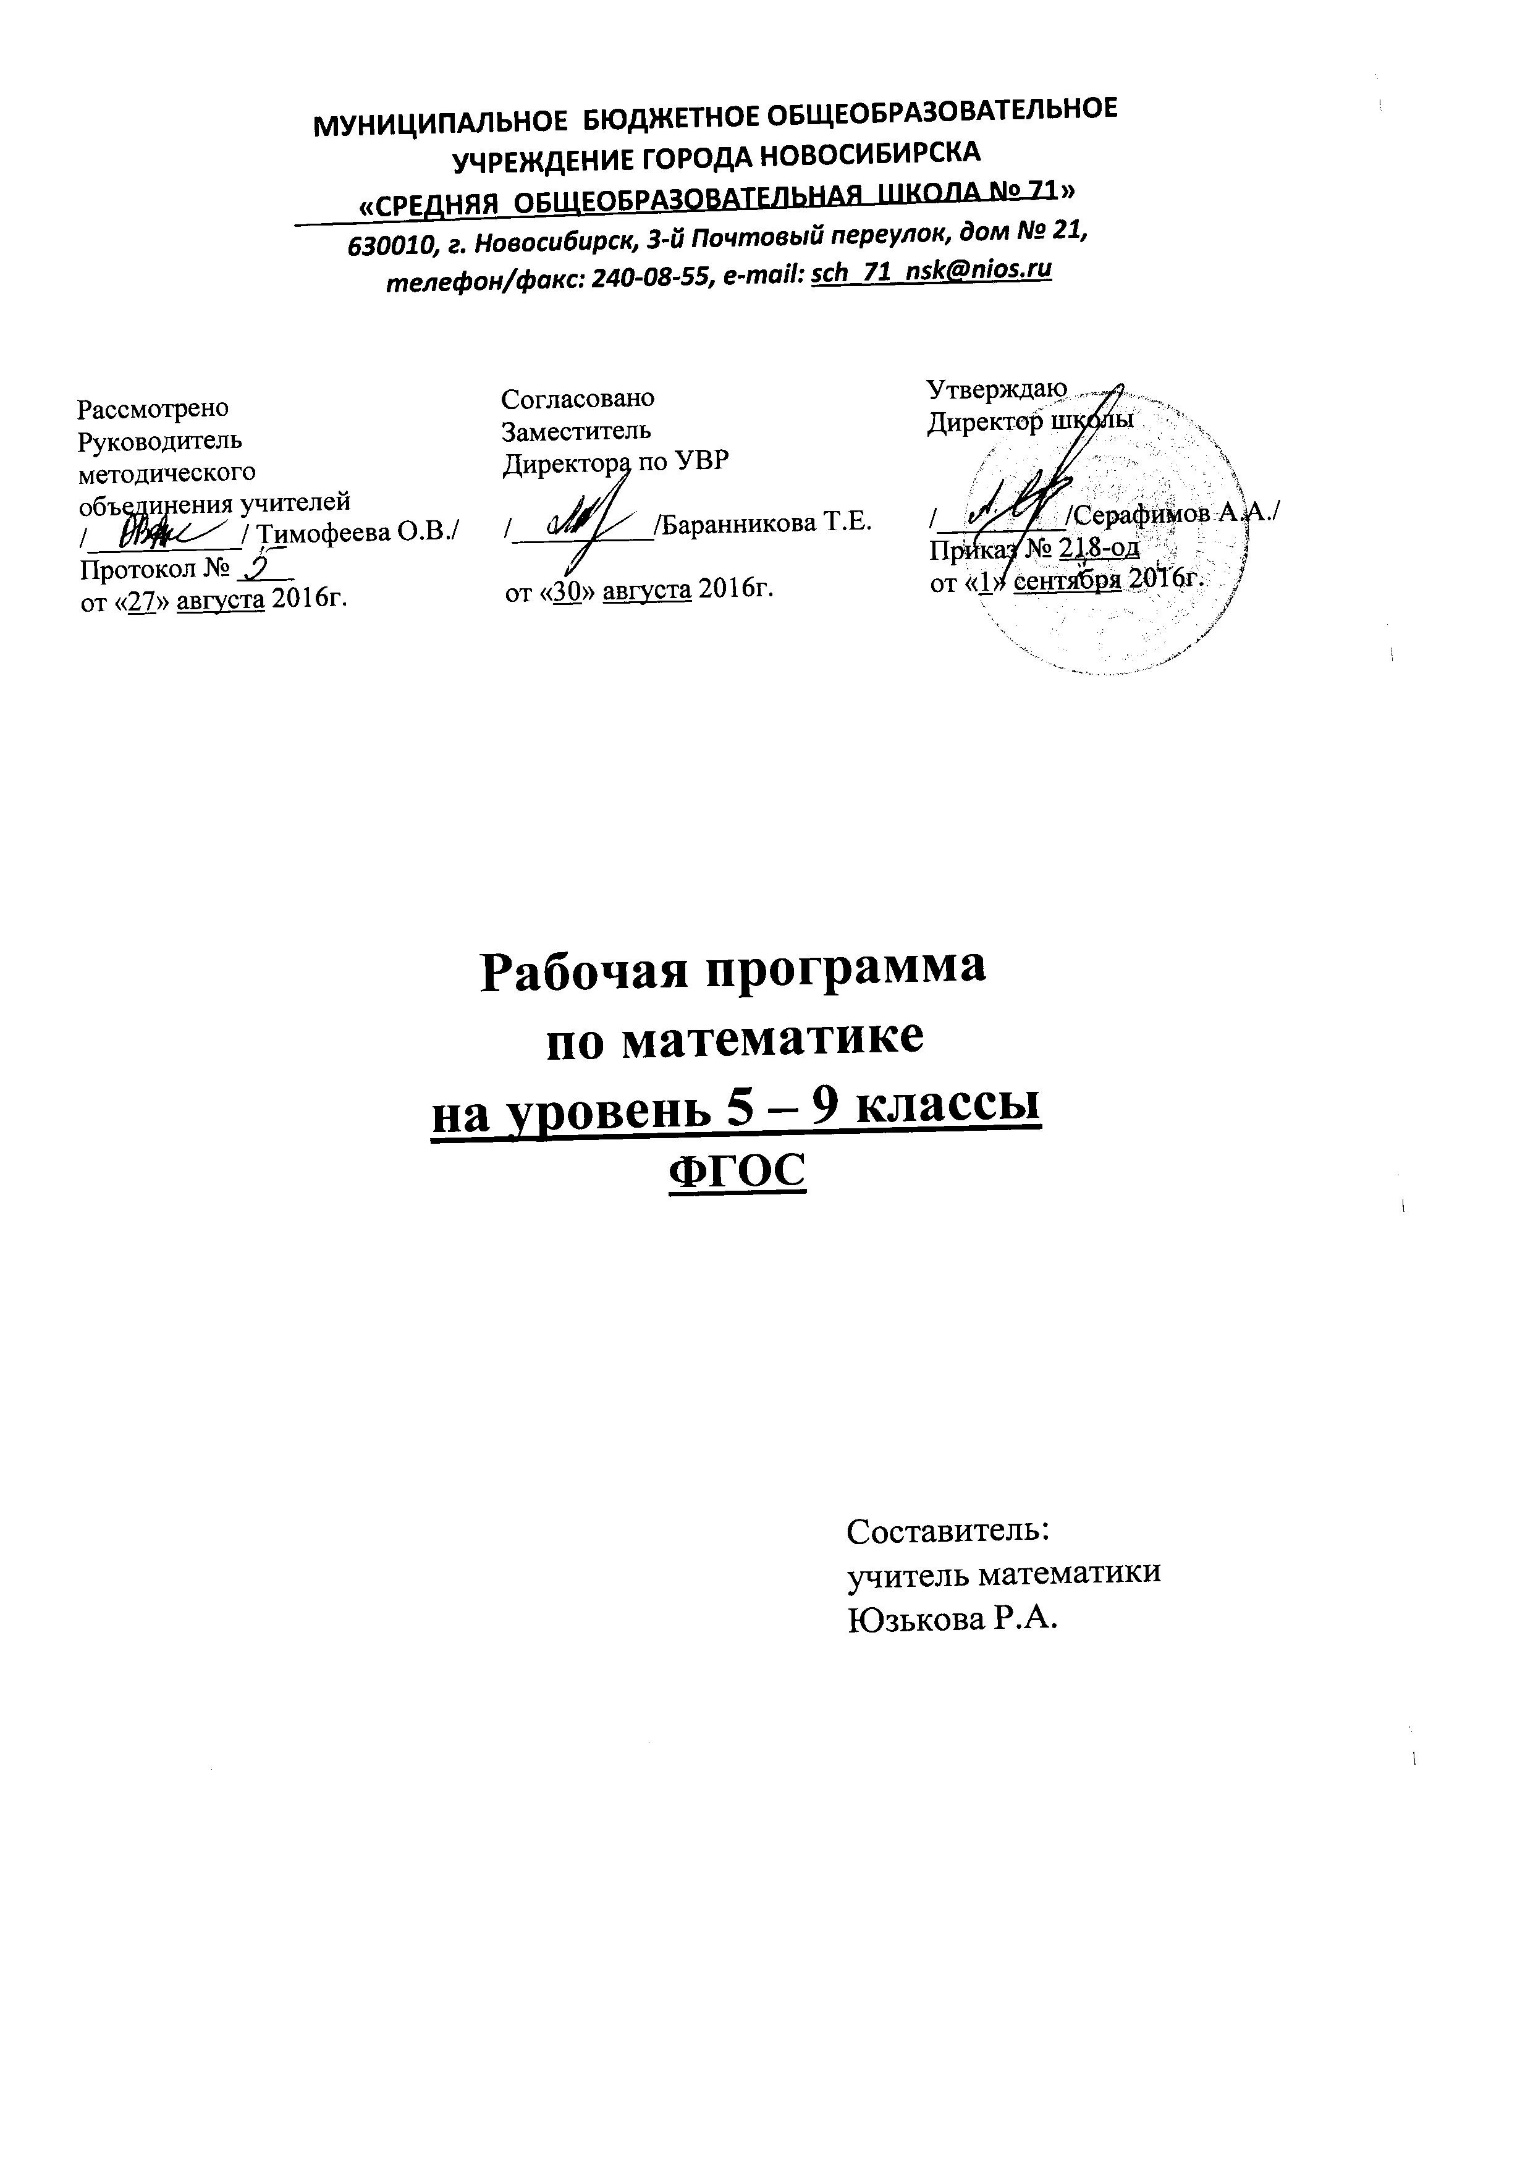 МУНИЦИПАЛЬНОЕ БЮДЖЕТНОЕ ОБЩЕОБРАЗОВАТЕЛЬНОЕ
УЧРЕЖДЕНИЕ ГОРОДА НОВОСИБИРСКА
«СРЕДНЯЯ ОБЩЕОБРАЗОВАТЕЛЬНАЯ ШКОЛА № 71»
630010, г. Новосибирск, 3-й Почтовый переулок, дом № 21,
телефон/факс: 240-08-55, e-mail: sch_71_nsk@nios.ru
Рассмотрено
Руководитель
методического
объединения учителей
/___________/ Тимофеева О.В./
Протокол № ____
от «27» августа 2016г.
Согласовано
Заместитель
Директора по УВР
/__________/Баранникова Т.Е.
от «30» августа 2016г.
Утверждаю
Директор школы
/_________/Серафимов А.А./
Приказ № 218-од
от «1» сентября 2016г.
Рабочая программа
по математике
на уровень 5 – 9 классы
ФГОС
Составитель:
учитель математики
Юзькова Р.А.